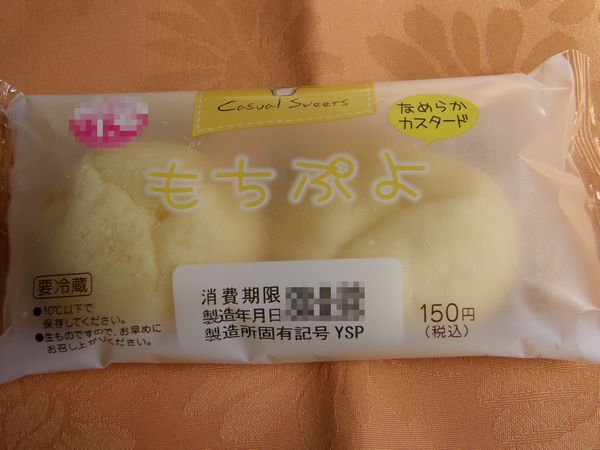 Casual Sweets
なめらか
カスタード
もちぷよ
要冷蔵
●10℃以下で
保存してください。
●生ものですので、お早めに
お召し上がりください。
消費期限
製造年月日
製造所固有記号 YSP
150円
(税込)